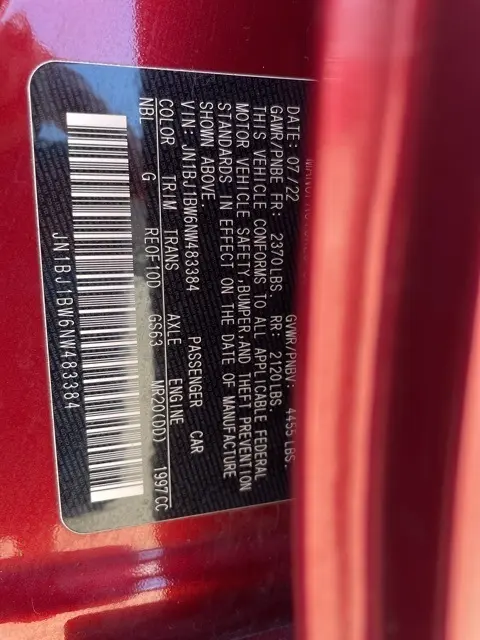 DATE: 07/22 GVWR/PNBV: 4455 LBS.
GAWR/PNBE FR: 2370LBS. RR: 2120LBS.
THIS VEHICLE CONFORMS TO ALL APPLICABLE FEDERAL
MOTOR VEHICLE SAFETY,BUMPER,AND THEFT PREVENTION
STANDARDS IN EFFECT ON THE DATE OF MANUFACTURE
SHOWN ABOVE.
VIN: JN1BJ1BW6NW483384 PASSENGER CAR
COLOR TRIM TRANS AXLE ENGINE
NBL G RE0F10D GS63 MR20(DD) 1997CC
JN1BJ1BW6NW483384